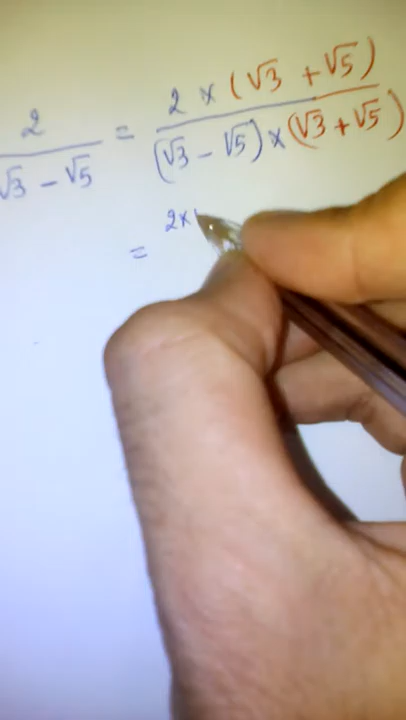 2/(√3 − √5) = 2 × (√3 + √5)/(√3 − √5) × (√3 + √5)
= 2×